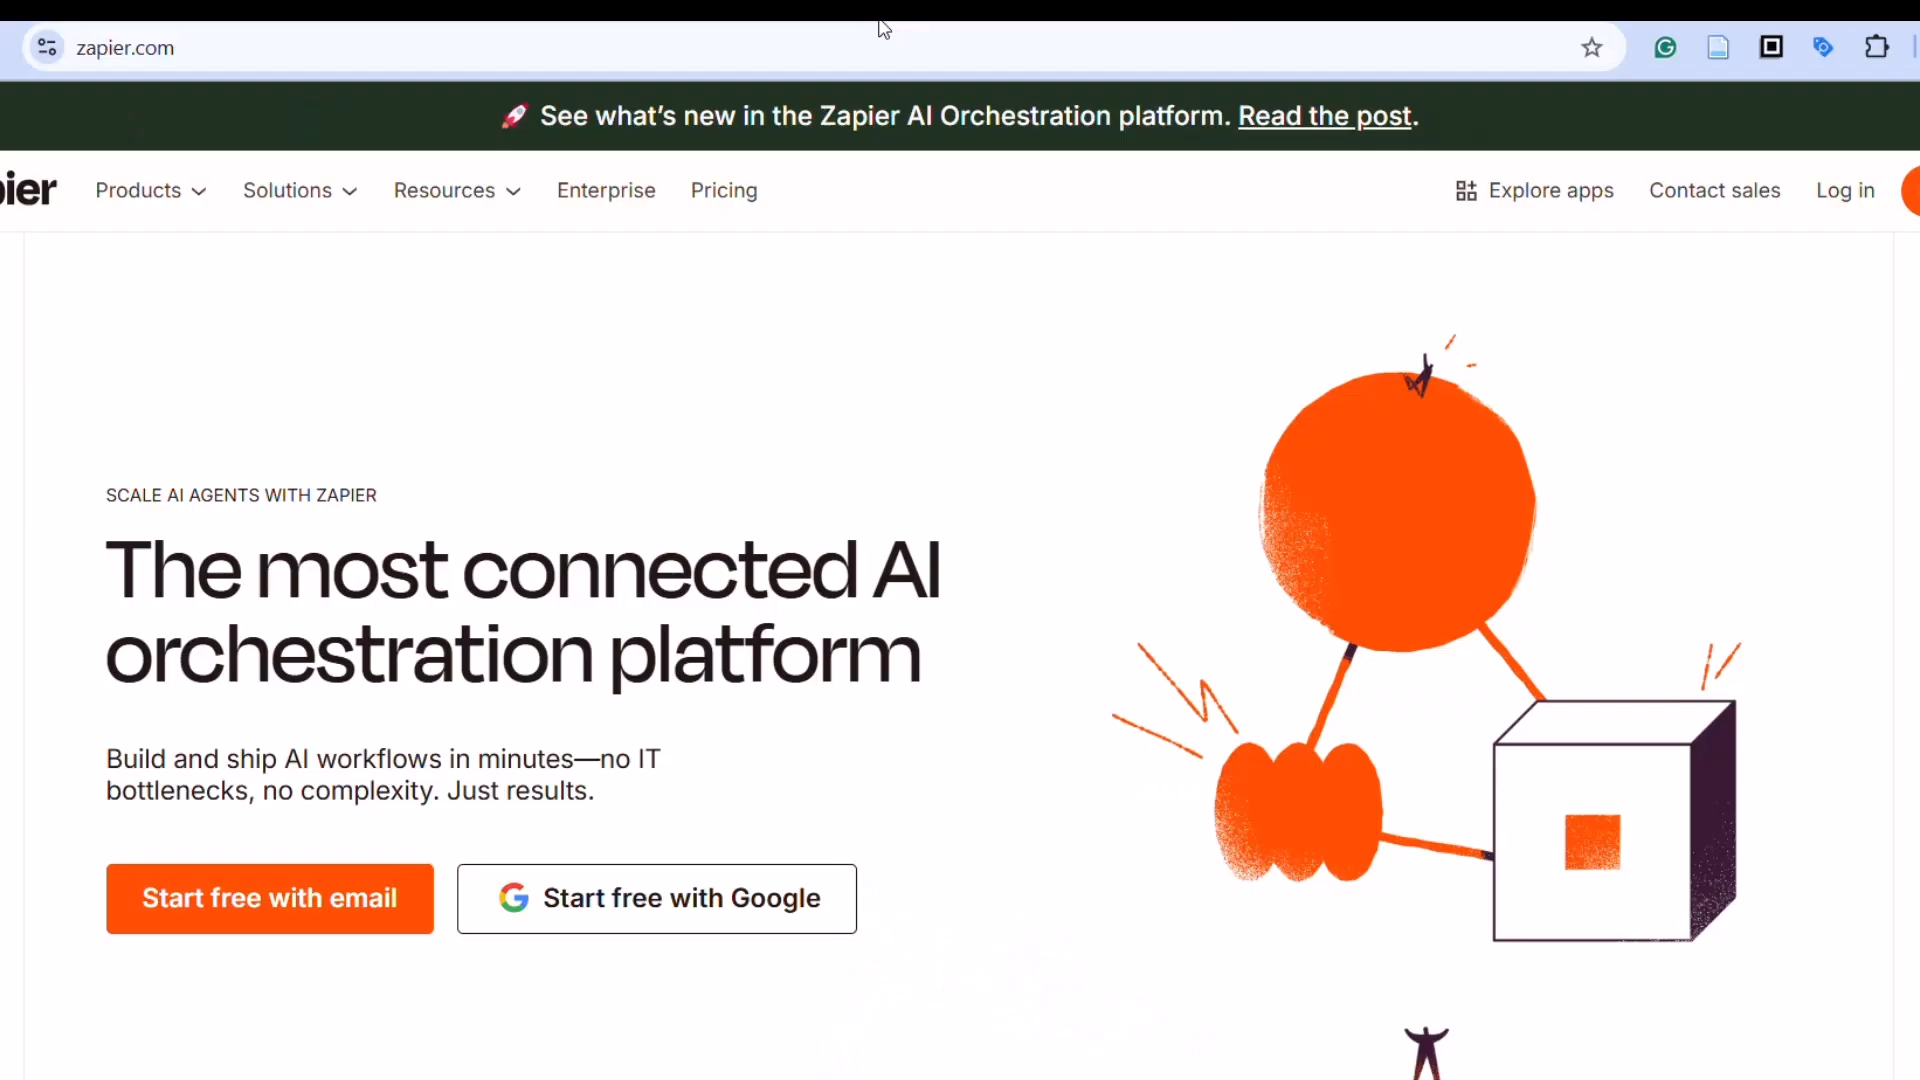 zapier.com
🚀 See what’s new in the Zapier AI Orchestration platform. Read the post.
pier
Products
Solutions
Resources
Enterprise
Pricing
Explore apps
Contact sales
Log in
SCALE AI AGENTS WITH ZAPIER
The most connected AI
orchestration platform
Build and ship AI workflows in minutes—no IT
bottlenecks, no complexity. Just results.
Start free with email
Start free with Google